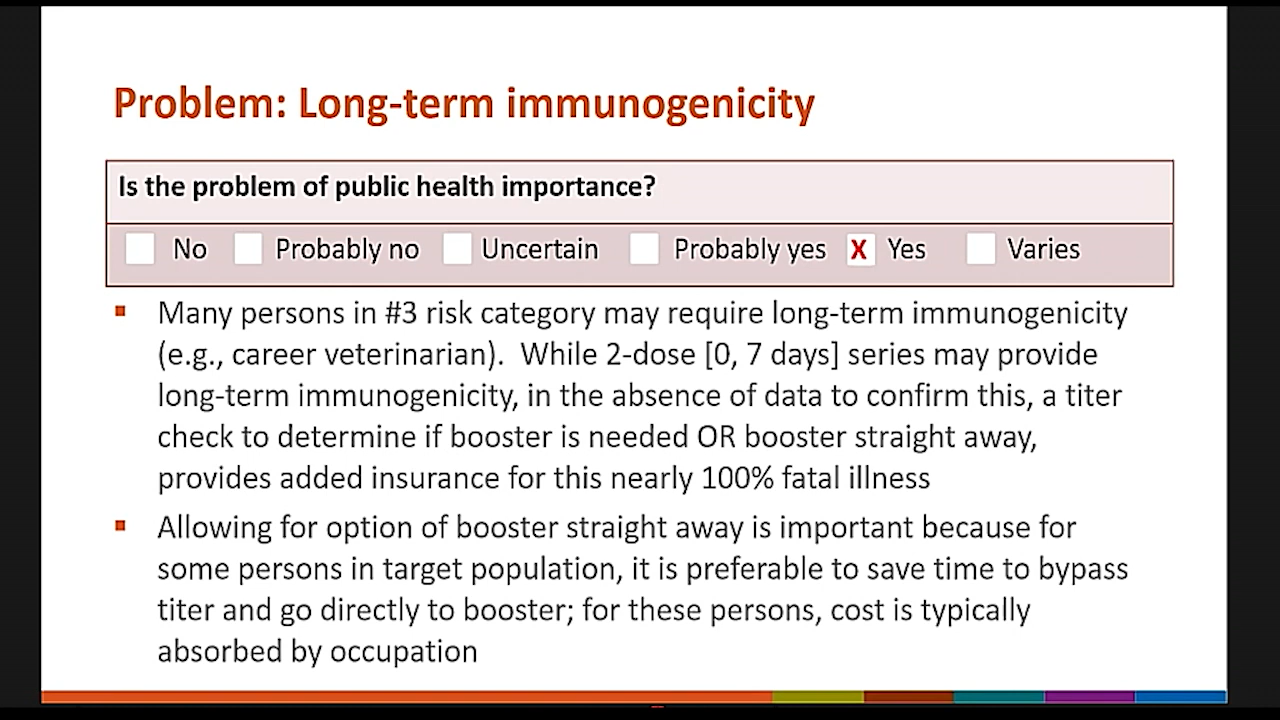 Problem: Long-term immunogenicity
Is the problem of public health importance?
No Probably no Uncertain Probably yes X Yes Varies
▪ Many persons in #3 risk category may require long-term immunogenicity
(e.g., career veterinarian).  While 2-dose [0, 7 days] series may provide
long-term immunogenicity, in the absence of data to confirm this, a titer
check to determine if booster is needed OR booster straight away,
provides added insurance for this nearly 100% fatal illness
▪ Allowing for option of booster straight away is important because for
some persons in target population, it is preferable to save time to bypass
titer and go directly to booster; for these persons, cost is typically
absorbed by occupation